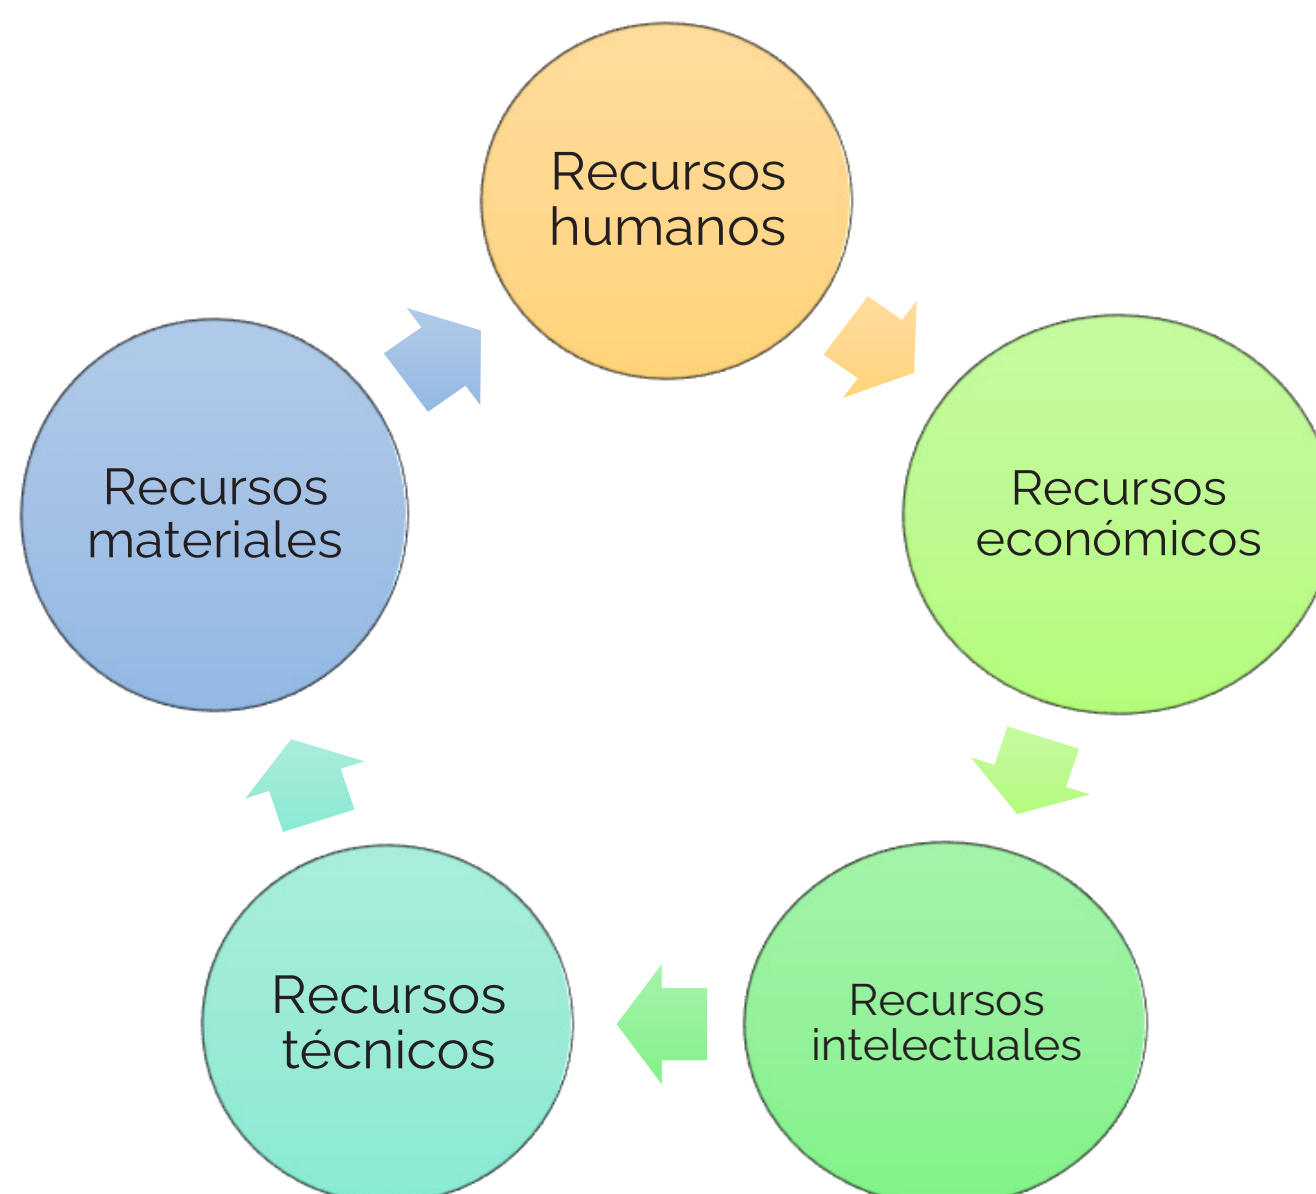 Recursos
humanos
Recursos
económicos
Recursos
intelectuales
Recursos
técnicos
Recursos
materiales